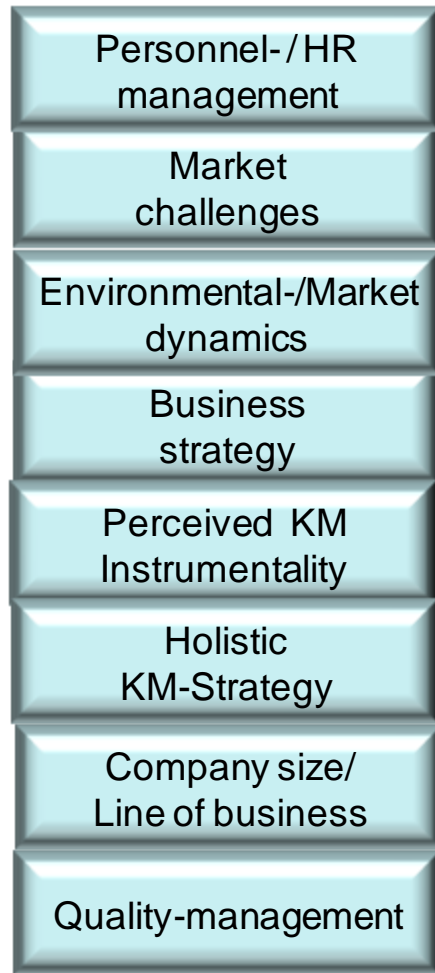 Personnel- / HR
management
Market
challenges
Environmental-/Market
dynamics
Business
strategy
Perceived KM
Instrumentality
Holistic
KM-Strategy
Company size/
Line of business
Quality-management